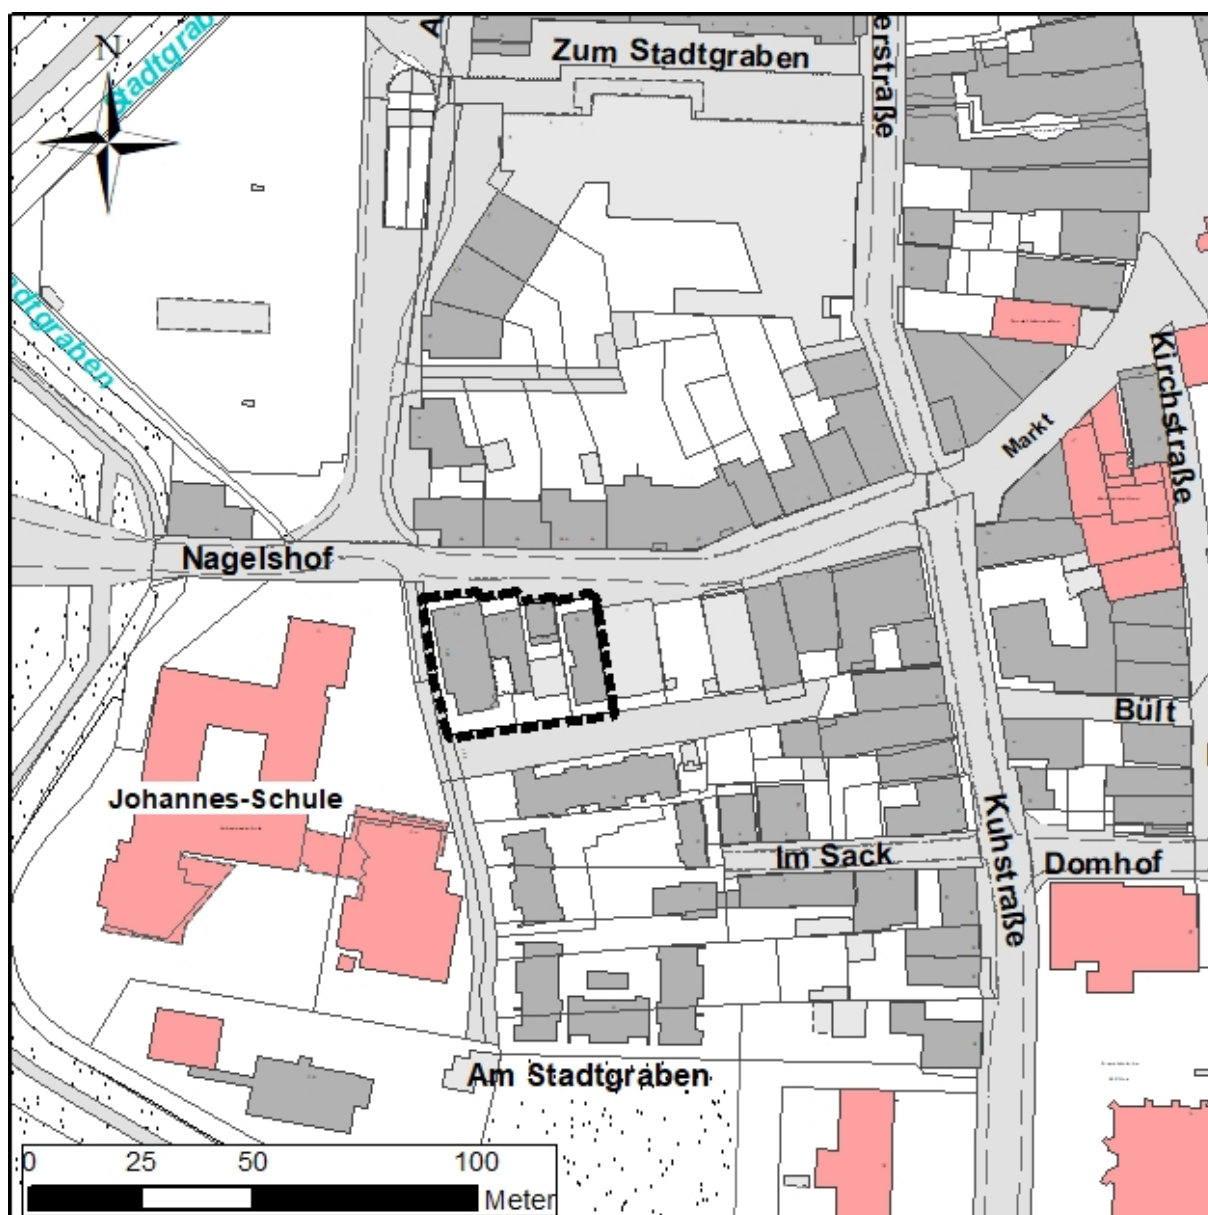 N
Stadtgrab
A
Zum Stadtgraben
erstraße
adtgraben
Markt
Kirchstraße
Nagelshof
Bült
Johannes-Schule
Im Sack
Kuhstraße
Domhof
Am Stadtgraben
0 25 50 100
Meter